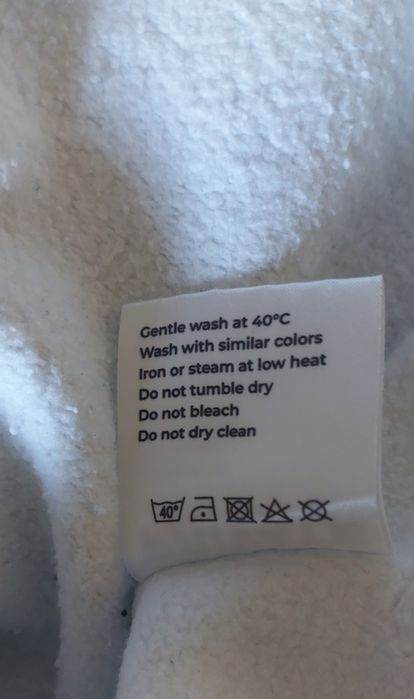 Gentle wash at 40°C
Wash with similar colors
Iron or steam at low heat
Do not tumble dry
Do not bleach
Do not dry clean
40°